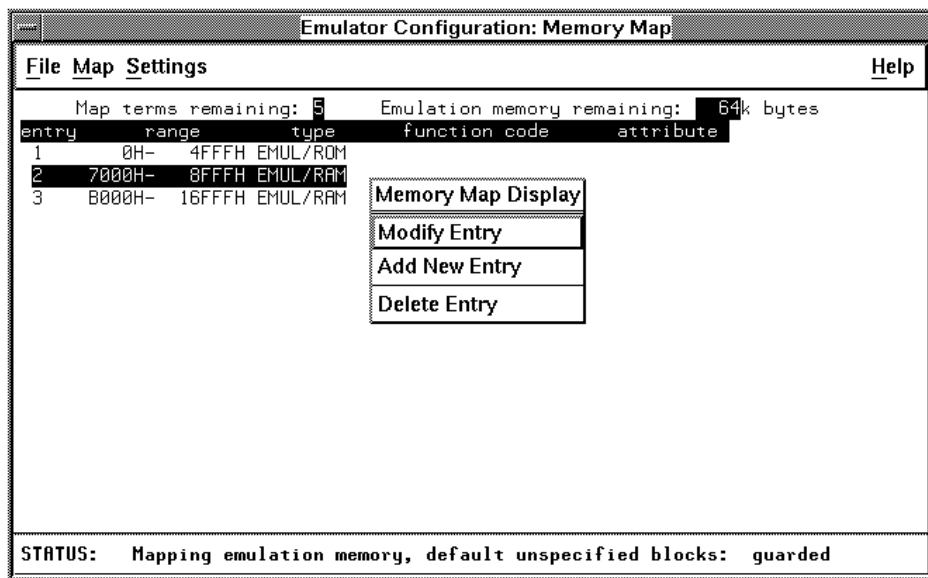 Emulator Configuration: Memory Map
File Map Settings Help
Map terms remaining: 5 Emulation memory remaining: 64k bytes
entry range type function code attribute
1 0H- 4FFFH EMUL/ROM
2 7000H- 8FFFH EMUL/RAM
3 B000H- 16FFFH EMUL/RAM
Memory Map Display
Modify Entry
Add New Entry
Delete Entry
STATUS: Mapping emulation memory, default unspecified blocks: guarded